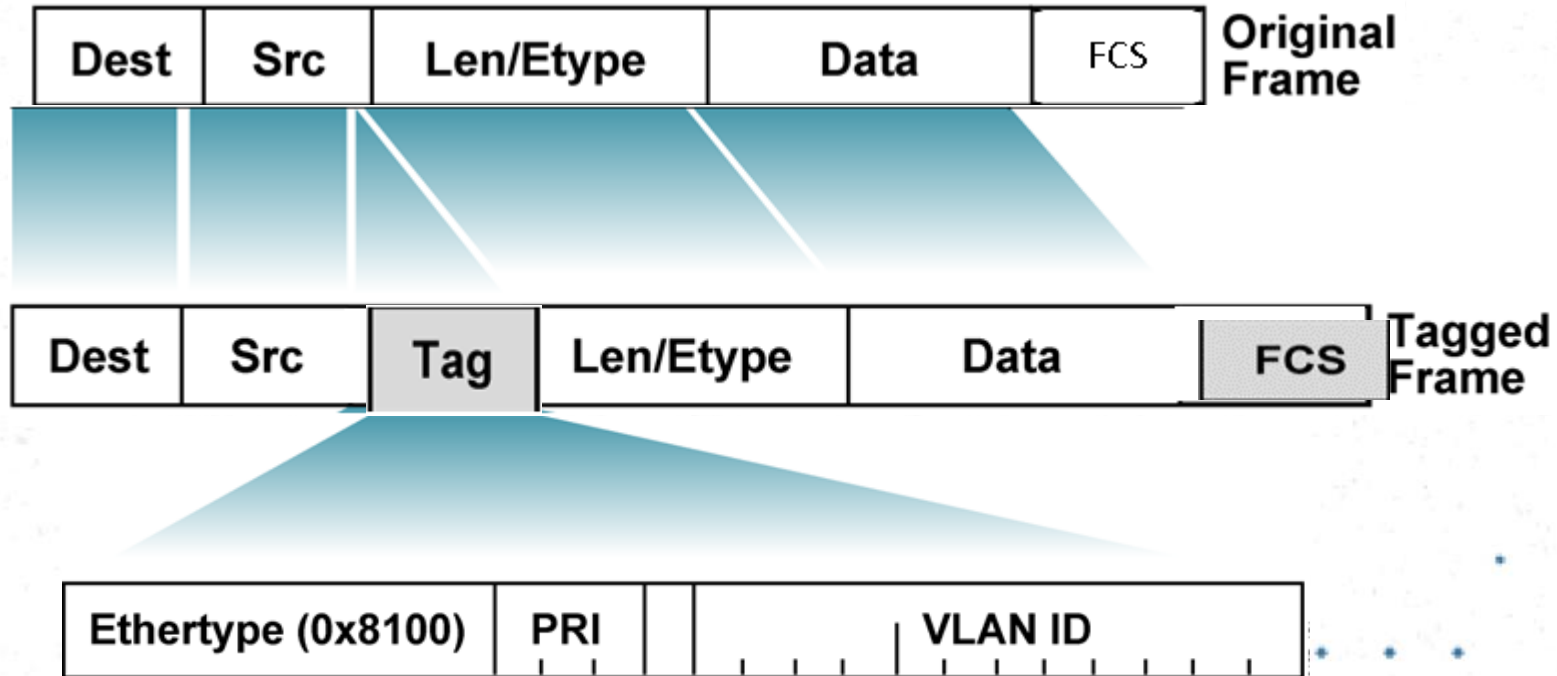 Dest Src Len/Etype Data FCS Original
Frame
Dest Src Tag Len/Etype Data FCS Tagged
Frame
Ethertype (0x8100) PRI VLAN ID